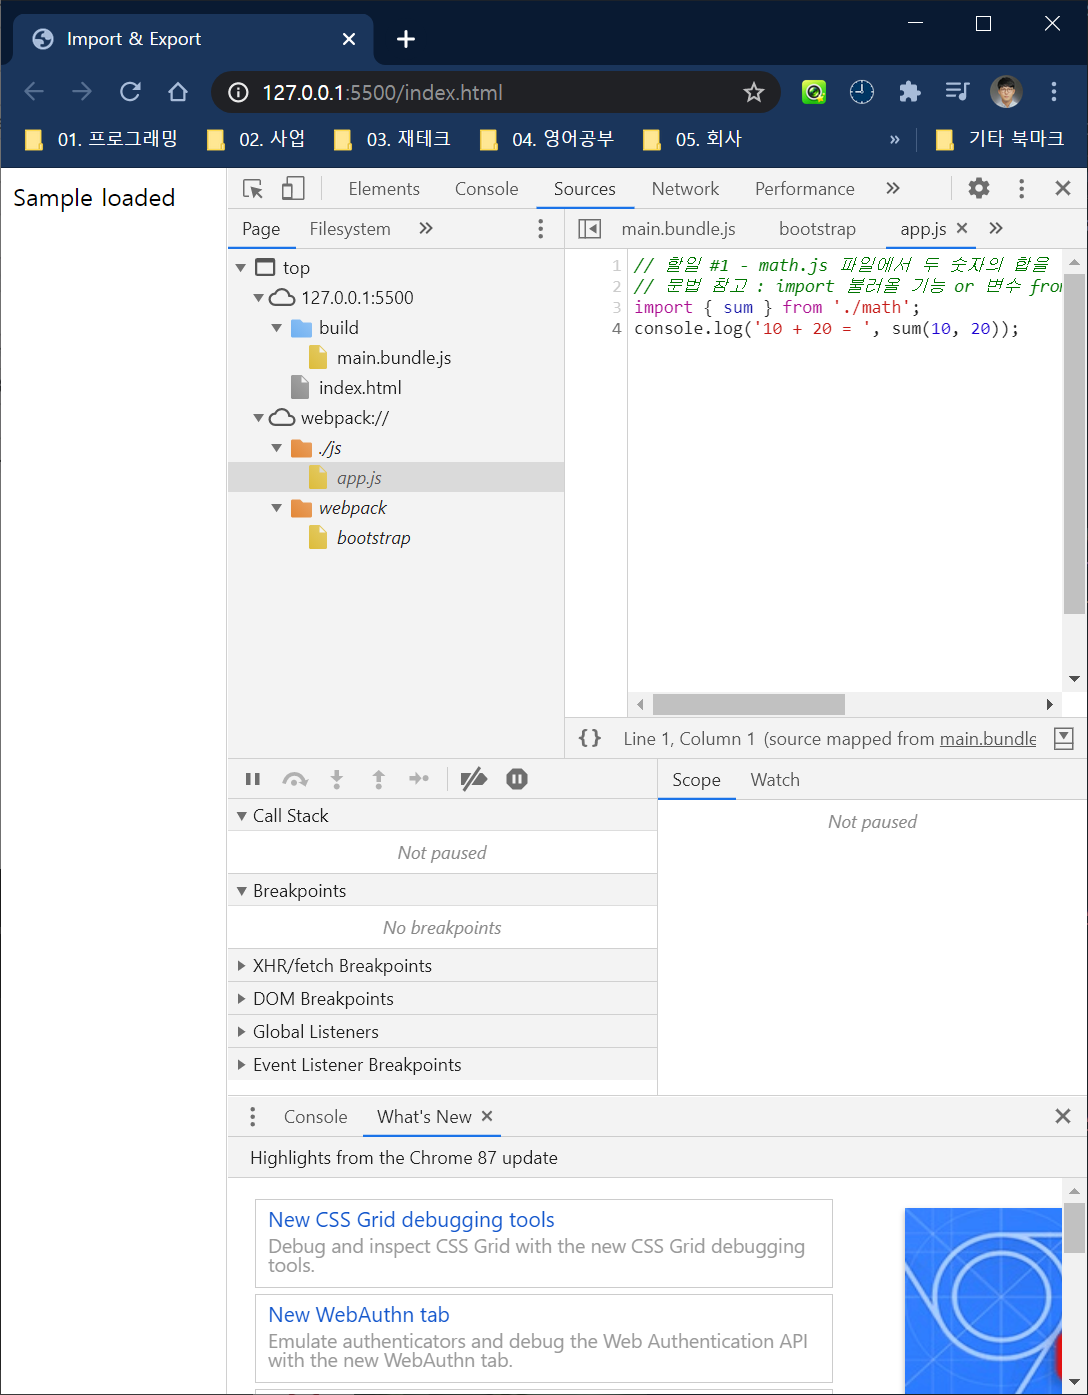 Import & Export
127.0.0.1:5500/index.html
01. 프로그래밍 02. 사업 03. 재테크 04. 영어공부 05. 회사 » 기타 북마크
Sample loaded
Elements Console Sources Network Performance »
Page Filesystem »
main.bundle.js bootstrap app.js »
top
127.0.0.1:5500
build
main.bundle.js
index.html
webpack://
./js
app.js
webpack
bootstrap
1 // 할일 #1 - math.js 파일에서 두 숫자의 합을
2 // 문법 참고 : import 불러올 기능 or 변수 from
3 import { sum } from './math';
4 console.log('10 + 20 = ', sum(10, 20));
{} Line 1, Column 1 (source mapped from main.bundle
Call Stack
Not paused
Breakpoints
No breakpoints
XHR/fetch Breakpoints
DOM Breakpoints
Global Listeners
Event Listener Breakpoints
Scope Watch
Not paused
Console What's New
Highlights from the Chrome 87 update
New CSS Grid debugging tools
Debug and inspect CSS Grid with the new CSS Grid debugging
tools.
New WebAuthn tab
Emulate authenticators and debug the Web Authentication API
with the new WebAuthn tab.